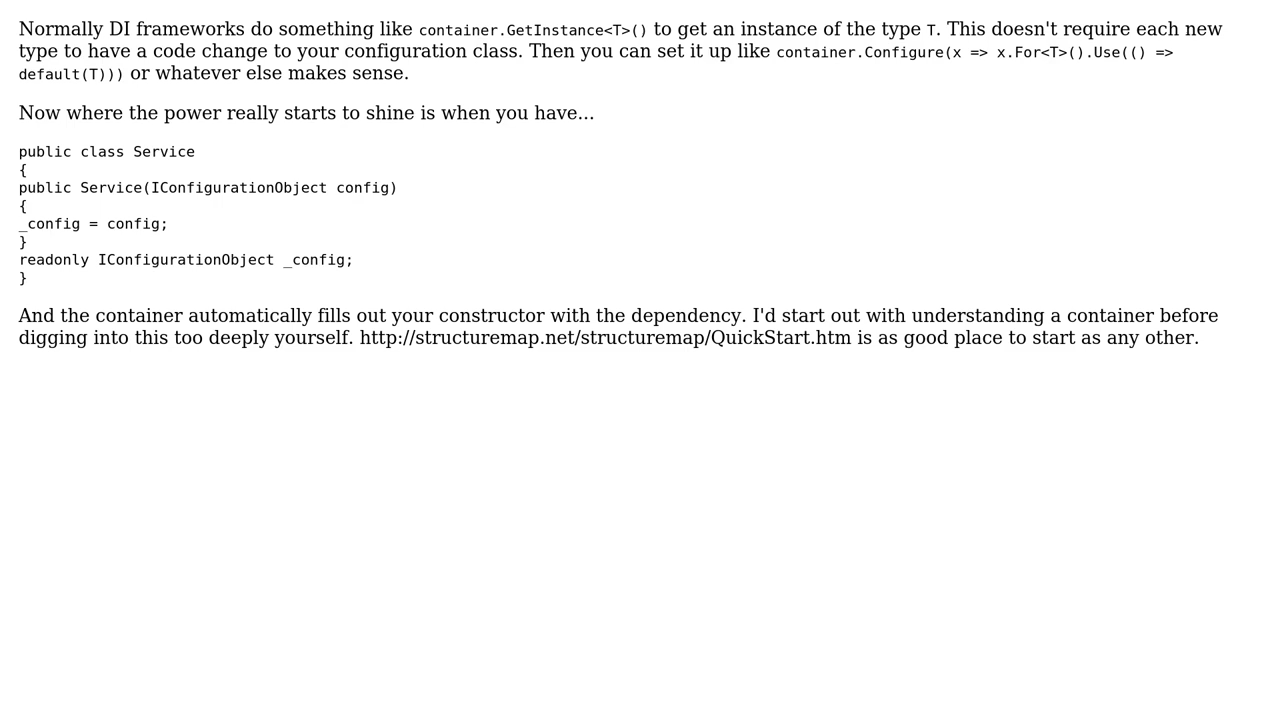 Normally DI frameworks do something like container.GetInstance<T>() to get an instance of the type T. This doesn't require each new
type to have a code change to your configuration class. Then you can set it up like container.Configure(x => x.For<T>().Use(() =>
default(T))) or whatever else makes sense.
Now where the power really starts to shine is when you have...
public class Service
{
public Service(IConfigurationObject config)
{
_config = config;
}
readonly IConfigurationObject _config;
}
And the container automatically fills out your constructor with the dependency. I'd start out with understanding a container before
digging into this too deeply yourself. http://structuremap.net/structuremap/QuickStart.htm is as good place to start as any other.